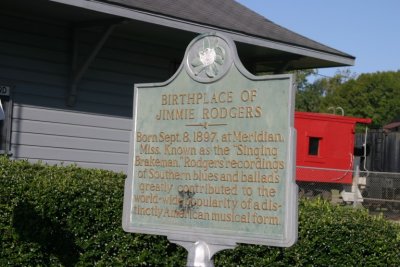 BIRTHPLACE OF
JIMMIE RODGERS
Born Sept. 8, 1897, at Meridian,
Miss. Known as the "Singing
Brakeman," Rodgers' recordings
of Southern blues and ballads
greatly contributed to the
world-wide popularity of a dis-
tinctly American musical form.